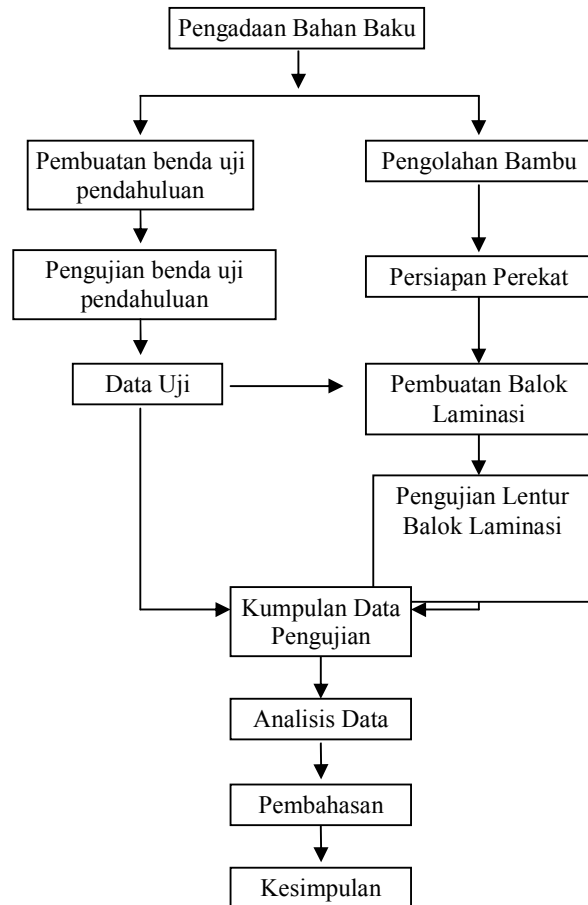 Pengadaan Bahan Baku
Pembuatan benda uji
pendahuluan
Pengolahan Bambu
Pengujian benda uji
pendahuluan
Persiapan Perekat
Data Uji
Pembuatan Balok
Laminasi
Pengujian Lentur
Balok Laminasi
Kumpulan Data
Pengujian
Analisis Data
Pembahasan
Kesimpulan